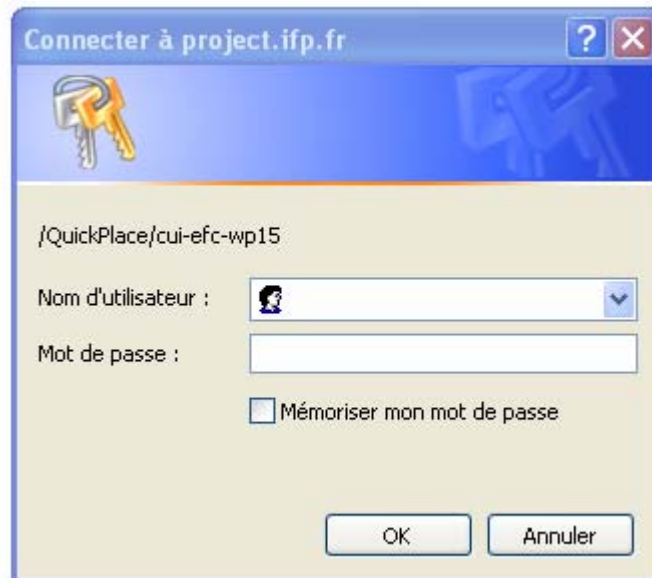 Connecter à project.ifp.fr
/QuickPlace/cui-efc-wp15
Nom d'utilisateur :
Mot de passe :
Mémoriser mon mot de passe
OK Annuler